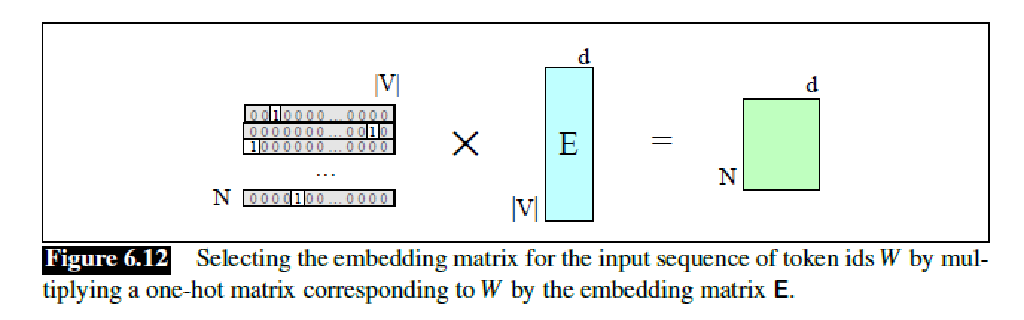 d
|V|
d
0 0 1 0 0 0 0 ... 0 0 0 0
0 0 0 0 0 0 0 ... 0 0 1 0
1 0 0 0 0 0 0 ... 0 0 0 0
× E =
...
N
N 0 0 0 0 1 0 0 ... 0 0 0 0
|V|
Figure 6.12 Selecting the embedding matrix for the input sequence of token ids W by mul-
tiplying a one-hot matrix corresponding to W by the embedding matrix E.